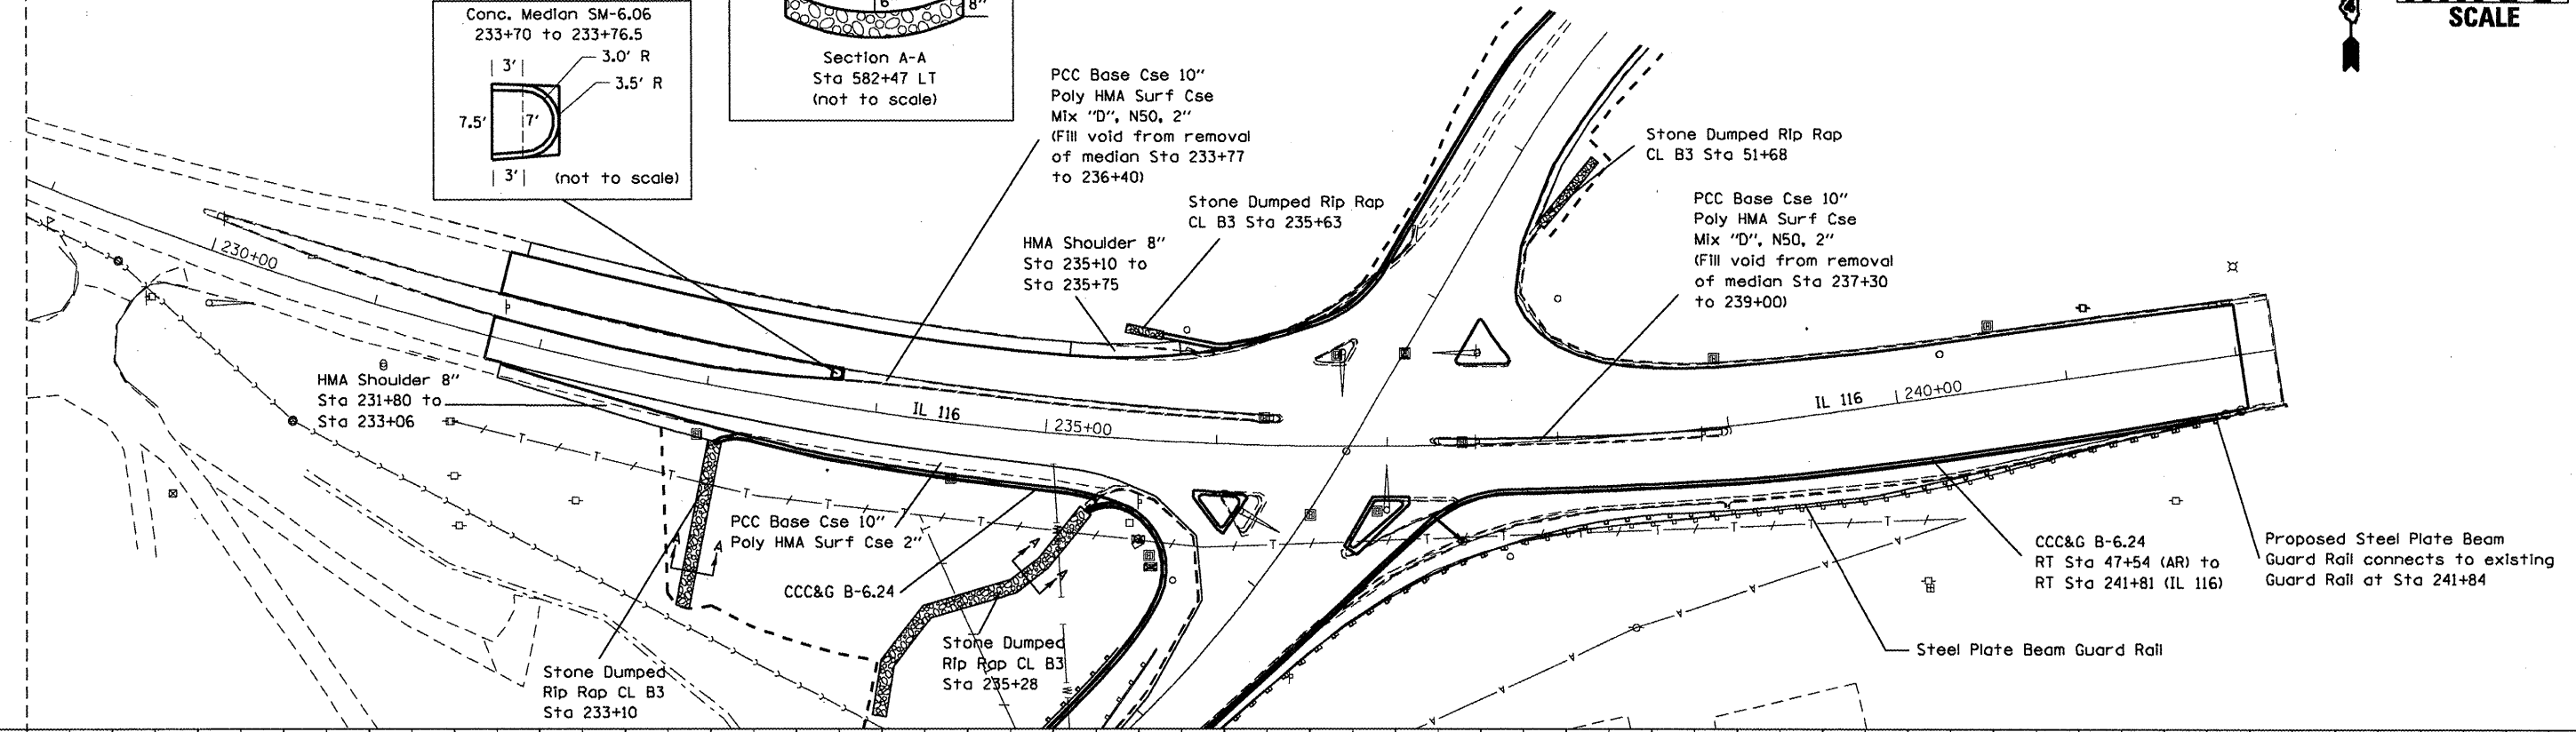 Conc. Median SM-6.06
233+70 to 233+76.5
3'
3.0' R
3.5' R
7.5'
7'
3'
(not to scale)
6"
8"
Section A-A
Sta 582+47 LT
(not to scale)
SCALE
PCC Base Cse 10"
Poly HMA Surf Cse
Mix "D", N50, 2"
(Fill void from removal
of median Sta 233+77
to 236+40)
Stone Dumped Rip Rap
CL B3 Sta 235+63
HMA Shoulder 8"
Sta 235+10 to
Sta 235+75
Stone Dumped Rip Rap
CL B3 Sta 51+68
PCC Base Cse 10"
Poly HMA Surf Cse
Mix "D", N50, 2"
(Fill void from removal
of median Sta 237+30
to 239+00)
230+00
HMA Shoulder 8"
Sta 231+80 to
Sta 233+06
IL 116
235+00
IL 116
240+00
PCC Base Cse 10"
Poly HMA Surf Cse 2"
A
A
A
A
CCC&G B-6.24
Stone Dumped
Rip Rap CL B3
Sta 235+28
Stone Dumped
Rip Rap CL B3
Sta 233+10
CCC&G B-6.24
RT Sta 47+54 (AR) to
RT Sta 241+81 (IL 116)
Proposed Steel Plate Beam
Guard Rail connects to existing
Guard Rail at Sta 241+84
Steel Plate Beam Guard Rail